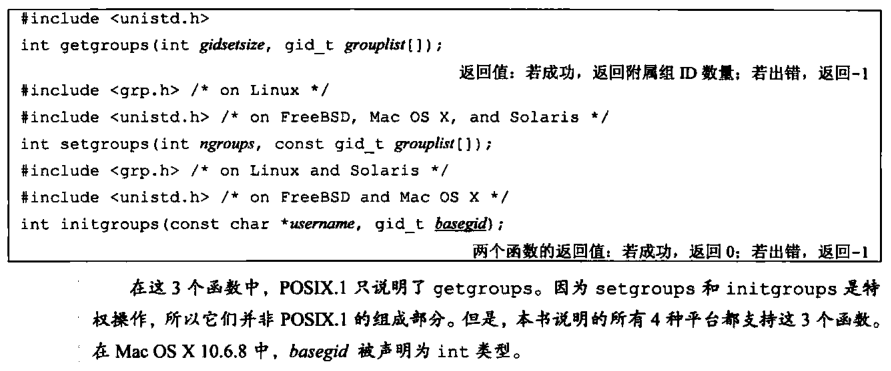 #include <unistd.h>
int getgroups(int gidsetsize, gid_t grouplist[]);
返回值：若成功，返回附属组 ID 数量；若出错，返回-1
#include <grp.h> /* on Linux */
#include <unistd.h> /* on FreeBSD, Mac OS X, and Solaris */
int setgroups(int ngroups, const gid_t grouplist[]);
#include <grp.h> /* on Linux and Solaris */
#include <unistd.h> /* on FreeBSD and Mac OS X */
int initgroups(const char *username, gid_t basegid);
两个函数的返回值：若成功，返回 0；若出错，返回-1
在这 3 个函数中，POSIX.1 只说明了 getgroups。因为 setgroups 和 initgroups 是特
权操作，所以它们并非 POSIX.1 的组成部分。但是，本书说明的所有 4 种平台都支持这 3 个函数。
在 Mac OS X 10.6.8 中，basegid 被声明为 int 类型。